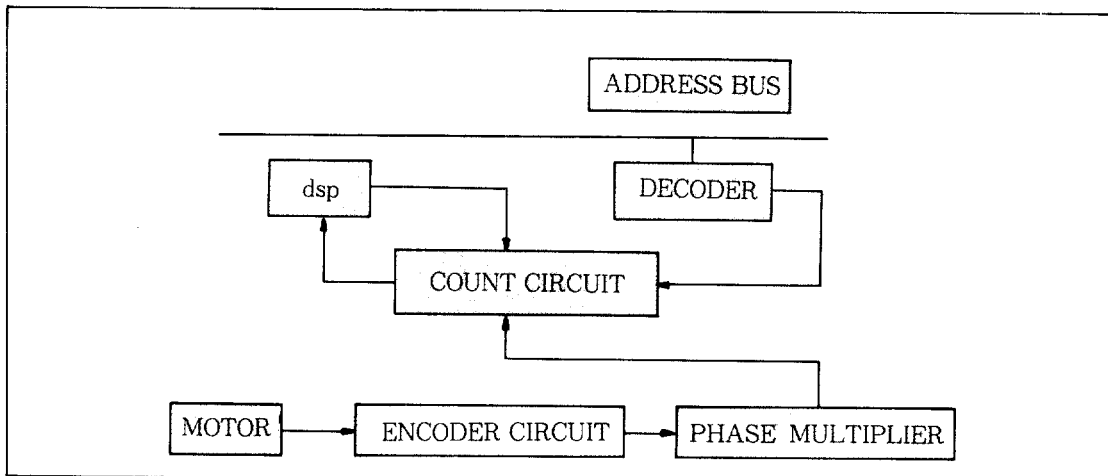 ADDRESS BUS
dsp
DECODER
COUNT CIRCUIT
MOTOR
ENCODER CIRCUIT
PHASE MULTIPLIER